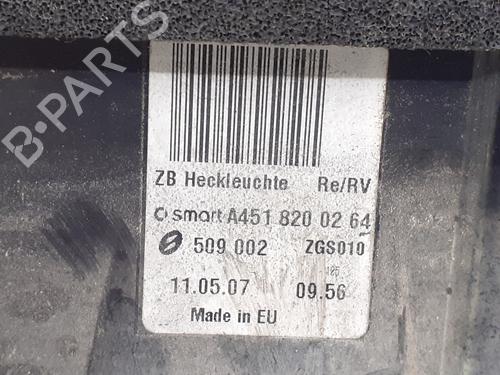 ZB Heckleuchte Re/RV
smart A451 820 02 64
509 002 ZGS010
11.05.07 09.56
Made in EU
B-PARTS